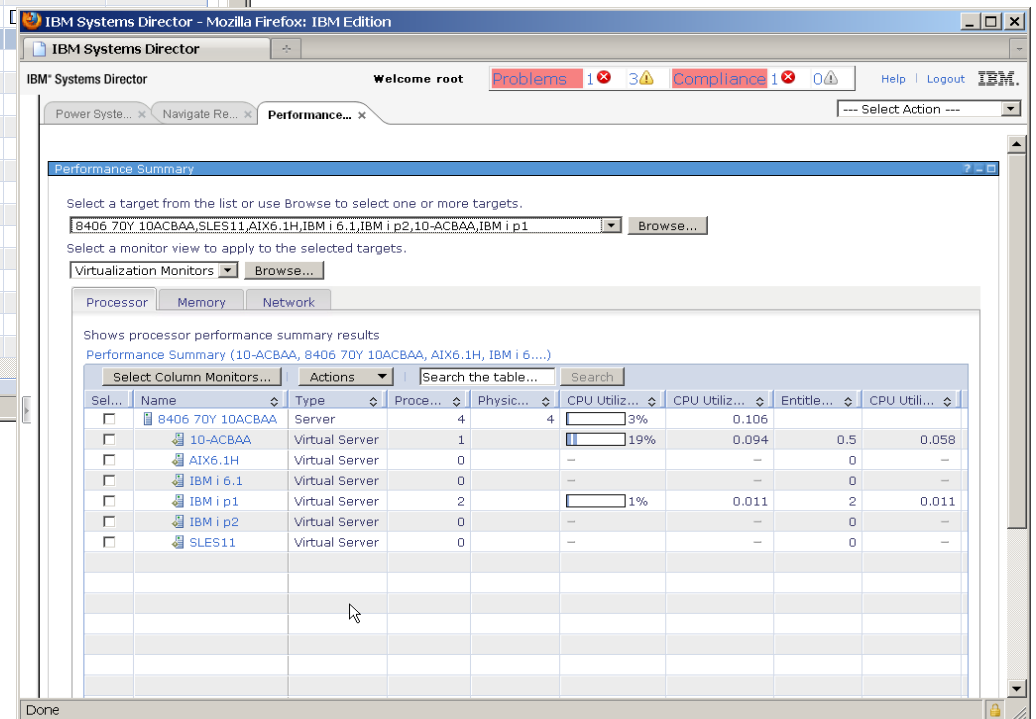 IBM Systems Director - Mozilla Firefox: IBM Edition
IBM Systems Director
IBM® Systems Director Welcome root Problems 1 3 Compliance 1 0 Help | Logout IBM.
Power Syste... Navigate Re... Performance... --- Select Action ---
Performance Summary
Select a target from the list or use Browse to select one or more targets.
8406 70Y 10ACBAA,SLES11,AIX6.1H,IBM i 6.1,IBM i p2,10-ACBAA,IBM i p1 Browse...
Select a monitor view to apply to the selected targets.
Virtualization Monitors Browse...
Processor Memory Network
Shows processor performance summary results
Performance Summary (10-ACBAA, 8406 70Y 10ACBAA, AIX6.1H, IBM i 6....)
Select Column Monitors... Actions Search the table... Search
Sel... Name Type Proce... Physic... CPU Utiliz... CPU Utiliz... Entitle... CPU Utili...
8406 70Y 10ACBAA Server 4 4 3% 0.106
10-ACBAA Virtual Server 1 19% 0.094 0.5 0.058
AIX6.1H Virtual Server 0 – – 0 –
IBM i 6.1 Virtual Server 0 – – 0 –
IBM i p1 Virtual Server 2 1% 0.011 2 0.011
IBM i p2 Virtual Server 0 – – 0 –
SLES11 Virtual Server 0 – – 0 –
Done